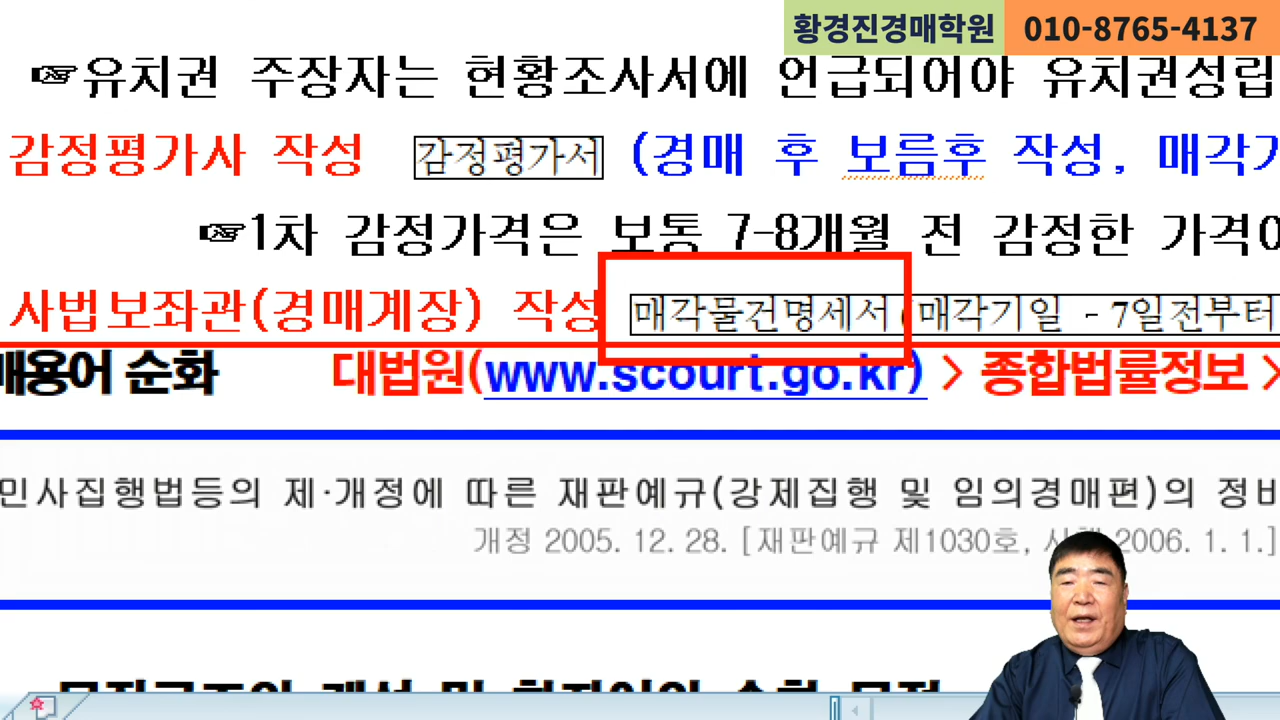 황경진경매학원 010-8765-4137
☞유치권 주장자는 현황조사서에 언급되어야 유치권성립
감정평가사 작성 감정평가서 (경매 후 보름후 작성, 매각기
☞1차 감정가격은 보통 7-8개월 전 감정한 가격이
사법보좌관(경매계장) 작성 매각물건명세서 (매각기일 - 7일전부터
매용어 순화 대법원(www.scourt.go.kr) > 종합법률정보 >
민사집행법등의 제·개정에 따른 재판예규(강제집행 및 임의경매편)의 정비
개정 2005. 12. 28. [재판예규 제1030호, 시행 2006. 1. 1.]